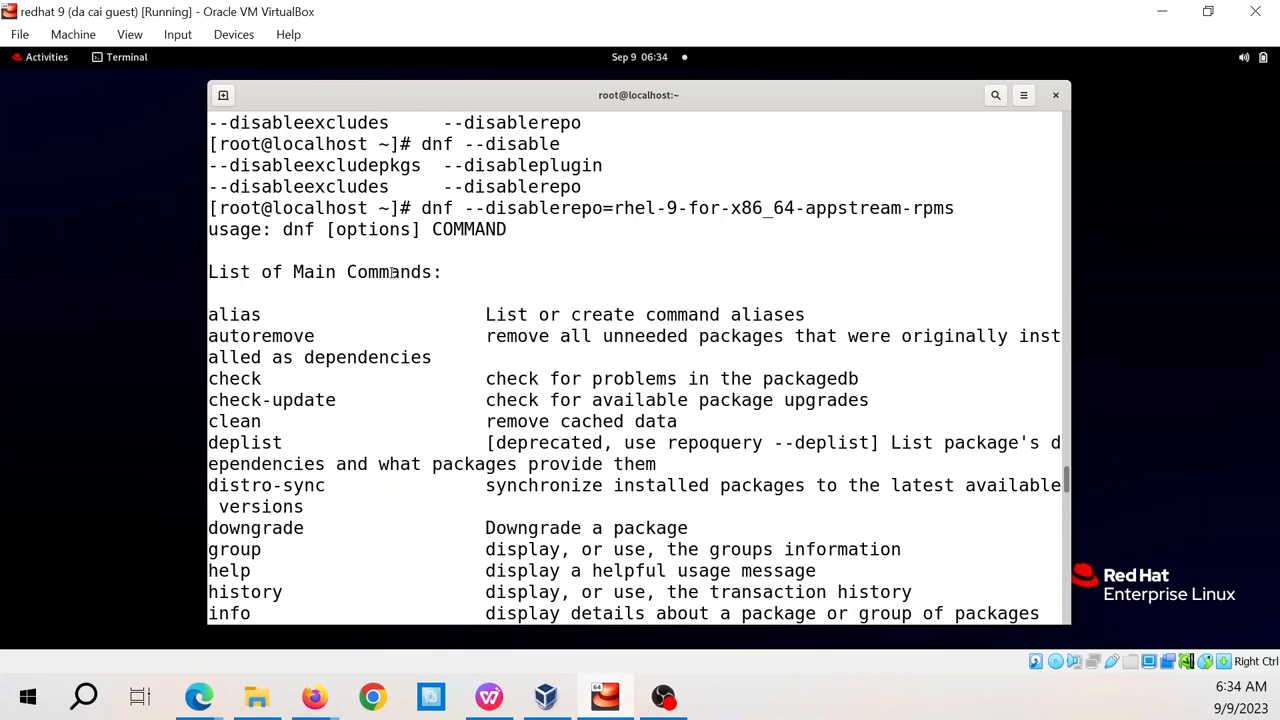 redhat 9 (da cai guest) [Running] - Oracle VM VirtualBox
File Machine View Input Devices Help
Activities Terminal Sep 9 06:34
root@localhost:~
--disableexcludes --disablerepo
[root@localhost ~]# dnf --disable
--disableexcludepkgs --disableplugin
--disableexcludes --disablerepo
[root@localhost ~]# dnf --disablerepo=rhel-9-for-x86_64-appstream-rpms
usage: dnf [options] COMMAND
List of Main Commands:
alias List or create command aliases
autoremove remove all unneeded packages that were originally inst
alled as dependencies
check check for problems in the packagedb
check-update check for available package upgrades
clean remove cached data
deplist [deprecated, use repoquery --deplist] List package's d
ependencies and what packages provide them
distro-sync synchronize installed packages to the latest available
versions
downgrade Downgrade a package
group display, or use, the groups information
help display a helpful usage message
history display, or use, the transaction history
info display details about a package or group of packages
Red Hat
Enterprise Linux
Right Ctrl
64
6:34 AM
9/9/2023